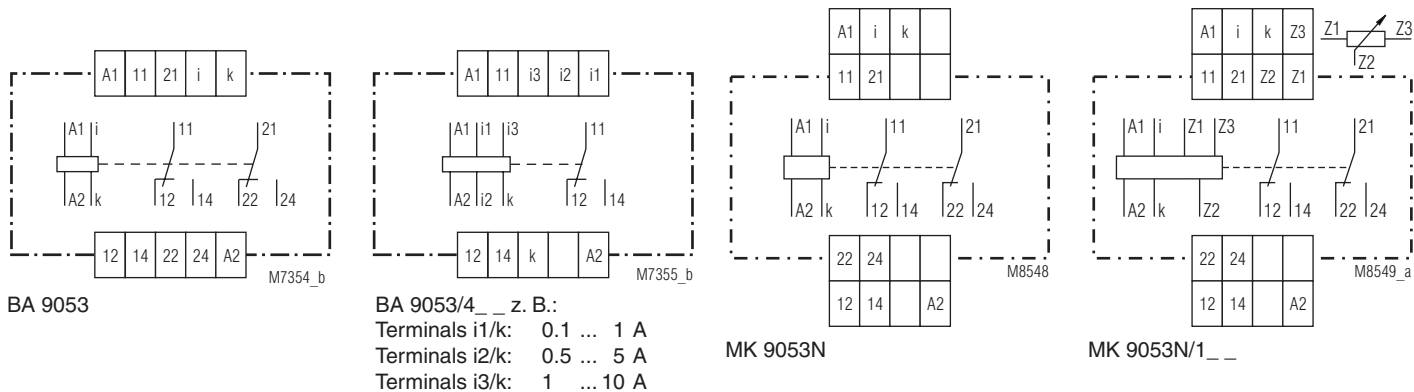 A1 11 21 i k
A1 i 11 21
A2 k 12 14 22 24
12 14 22 24 A2
M7354_b
BA 9053
A1 11 i3 i2 i1
A1 i1 i3 11
A2 i2 k 12 14
12 14 k A2
M7355_b
BA 9053/4_ _ z. B.:
Terminals i1/k: 0.1 ... 1 A
Terminals i2/k: 0.5 ... 5 A
Terminals i3/k: 1 ... 10 A
A1 i k
11 21
A1 i 11 21
A2 k 12 14 22 24
22 24
M8548
12 14 A2
MK 9053N
A1 i k Z3
Z1 Z3
Z2
11 21 Z2 Z1
A1 i Z1 Z3 11 21
A2 k Z2 12 14 22 24
22 24
M8549_a
12 14 A2
MK 9053N/1_ _